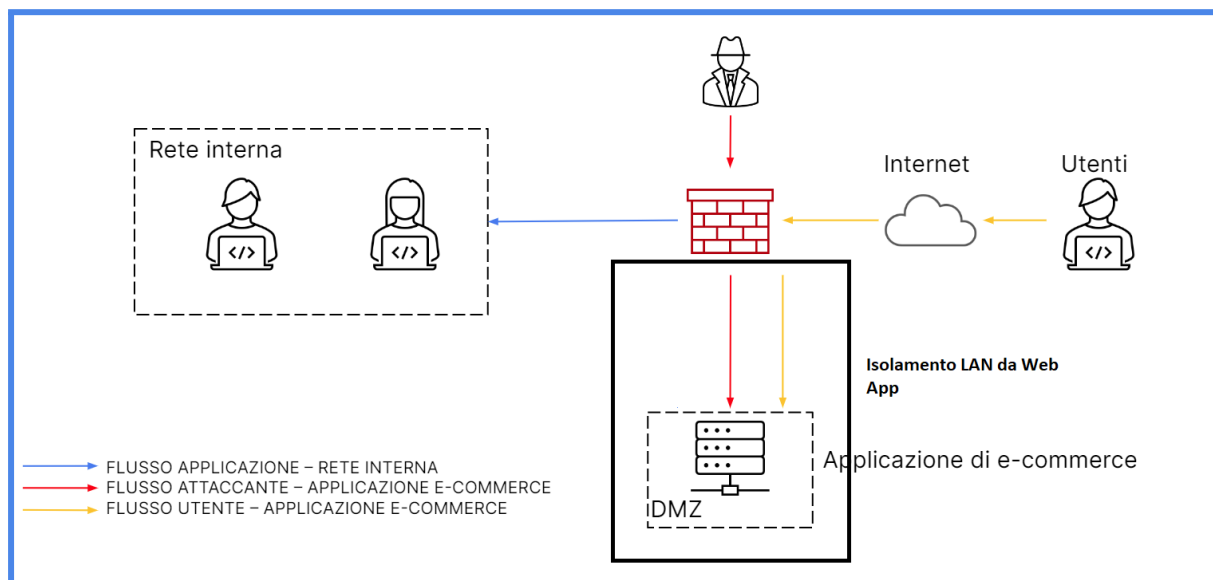 Rete interna
Internet
Utenti
</>
</>
</>
Isolamento LAN da Web
App
Applicazione di e-commerce
DMZ
FLUSSO APPLICAZIONE – RETE INTERNA
FLUSSO ATTACCANTE – APPLICAZIONE E-COMMERCE
FLUSSO UTENTE – APPLICAZIONE E-COMMERCE